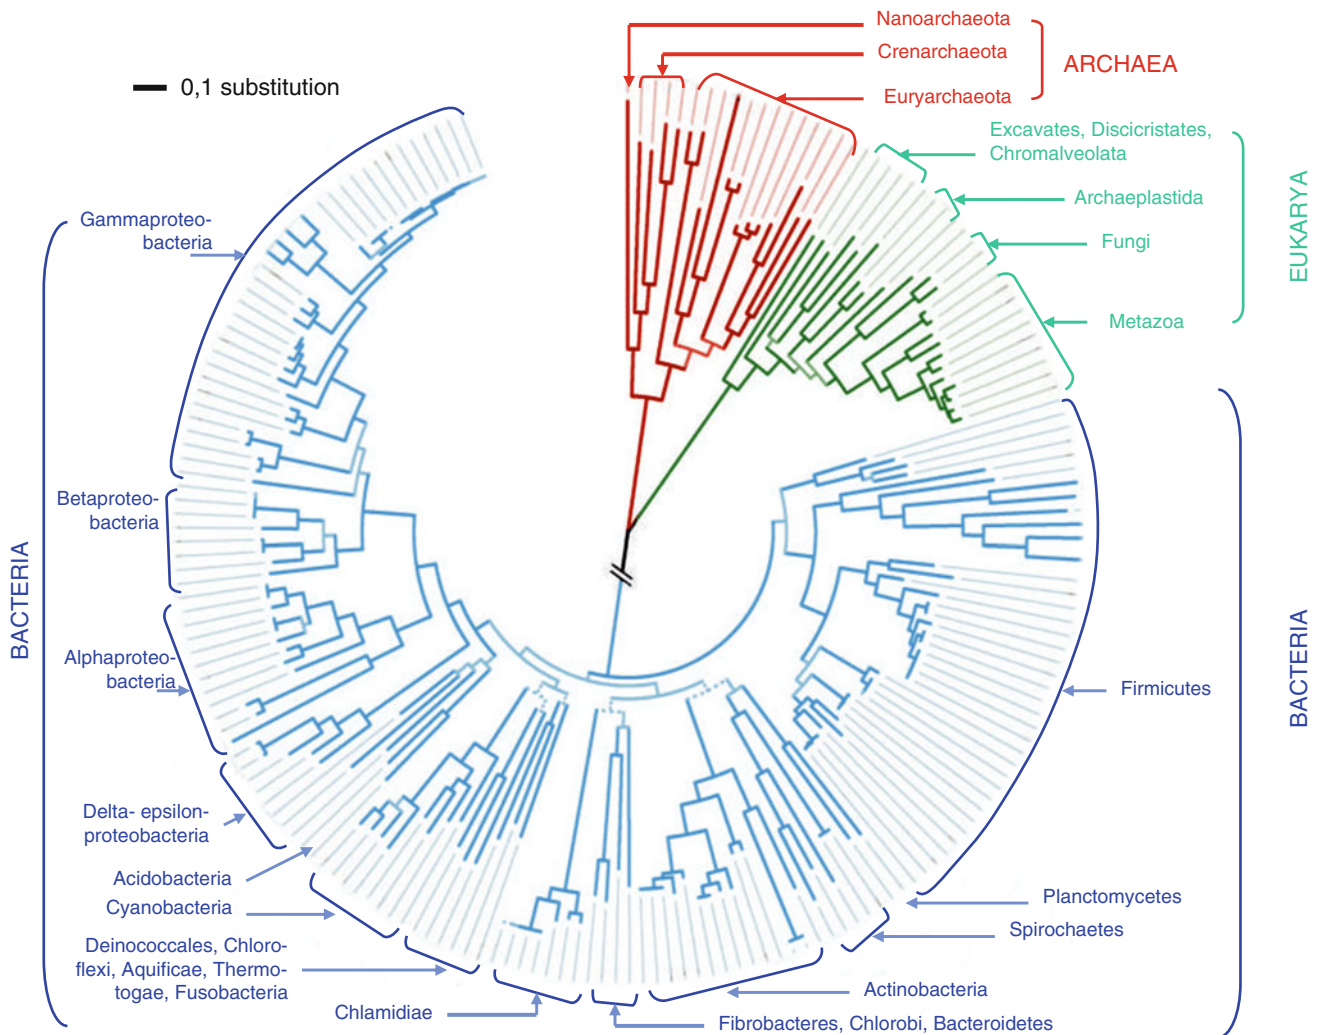 Nanoarchaeota
Crenarchaeota
ARCHAEA
0,1 substitution
Euryarchaeota
Excavates, Discicristates,
Chromalveolata
Archaeplastida
EUKARYA
Fungi
Metazoa
Gammaproteo-
bacteria
Betaproteo-
bacteria
BACTERIA
Alphaproteo-
bacteria
Firmicutes
BACTERIA
Delta- epsilon-
proteobacteria
Acidobacteria
Cyanobacteria
Planctomycetes
Spirochaetes
Deinococcales, Chloro-
flexi, Aquificae, Thermo-
togae, Fusobacteria
Actinobacteria
Chlamidiae
Fibrobacteres, Chlorobi, Bacteroidetes